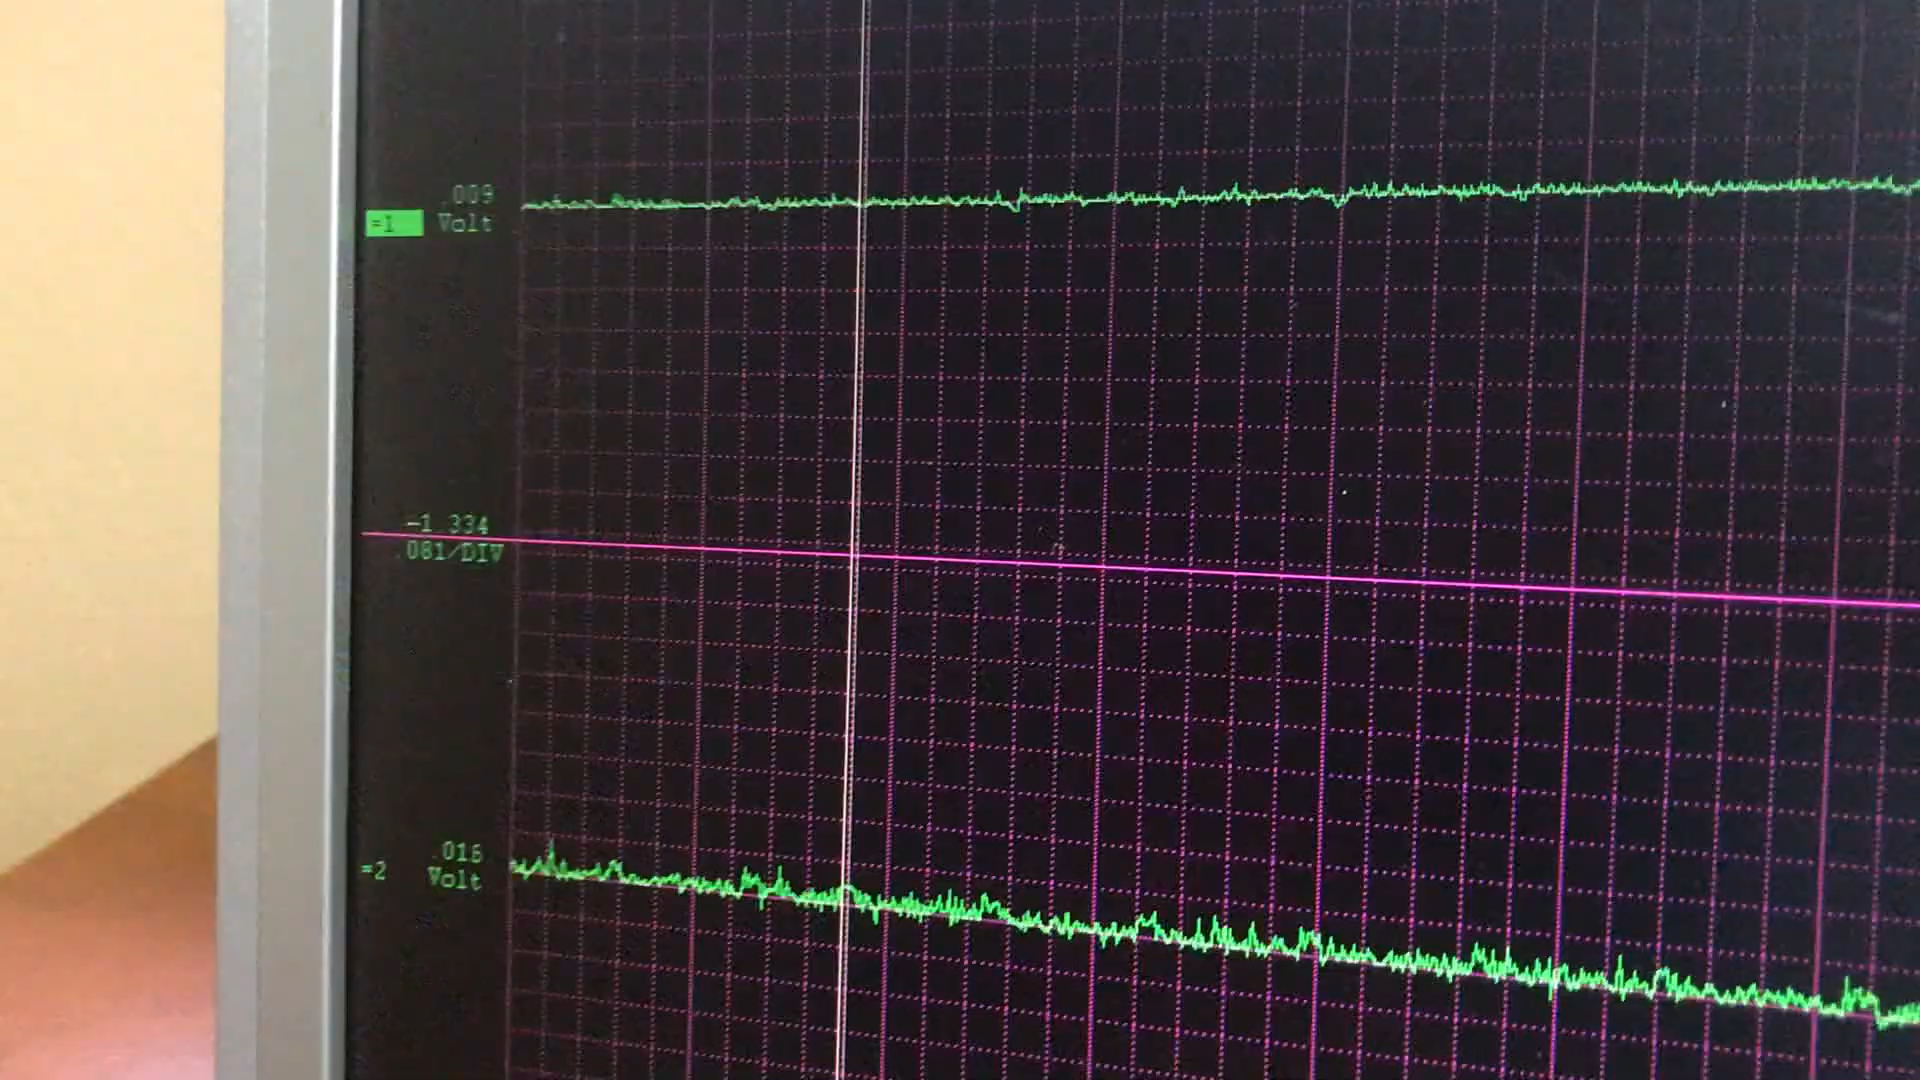 .009
=1 Volt
-1.334
.081/DIV
.016
=2 Volt